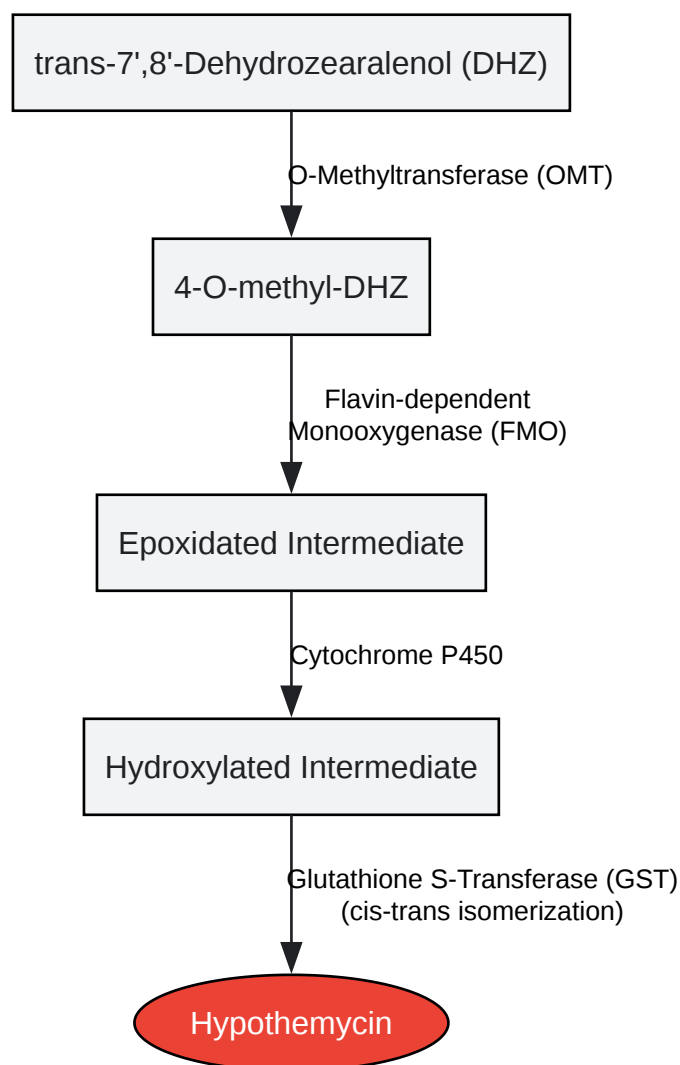 trans-7',8'-Dehydrozearalenol (DHZ)
O-Methyltransferase (OMT)
4-O-methyl-DHZ
Flavin-dependent
Monooxygenase (FMO)
Epoxidated Intermediate
Cytochrome P450
Hydroxylated Intermediate
Glutathione S-Transferase (GST)
(cis-trans isomerization)
Hypothemycin